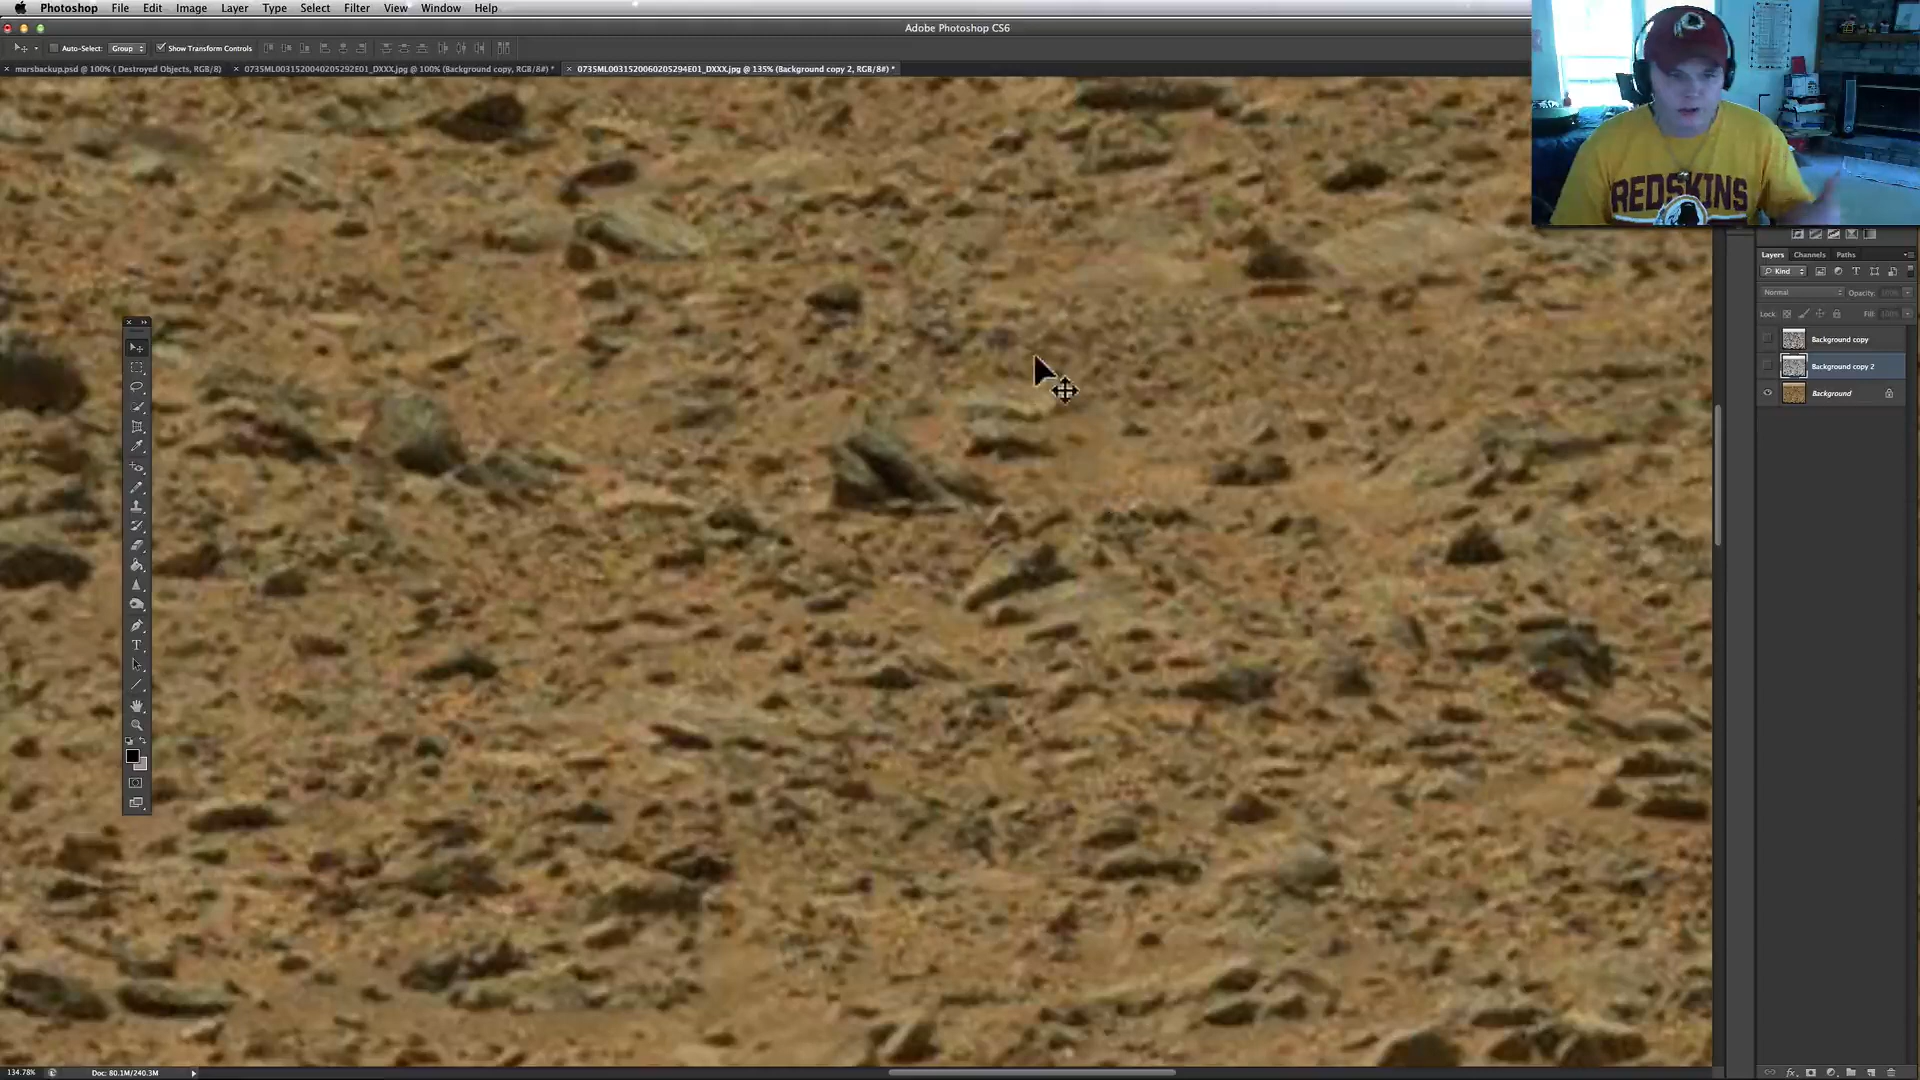 Photoshop File Edit Image Layer Type Select Filter View Window Help
Adobe Photoshop CS6
Auto-Select: Group Show Transform Controls
marsbackup.psd @ 100% ( Destroyed Objects, RGB/8)
0735ML0031520040205292E01_DXXX.jpg @ 100% (Background copy, RGB/8#) *
0735ML0031520060205294E01_DXXX.jpg @ 135% (Background copy 2, RGB/8#) *
REDSKINS
Layers Channels Paths
Kind
Normal Opacity:
Lock: Fill:
Background copy
Background copy 2
Background
134.78% Doc: 80.1M/240.3M